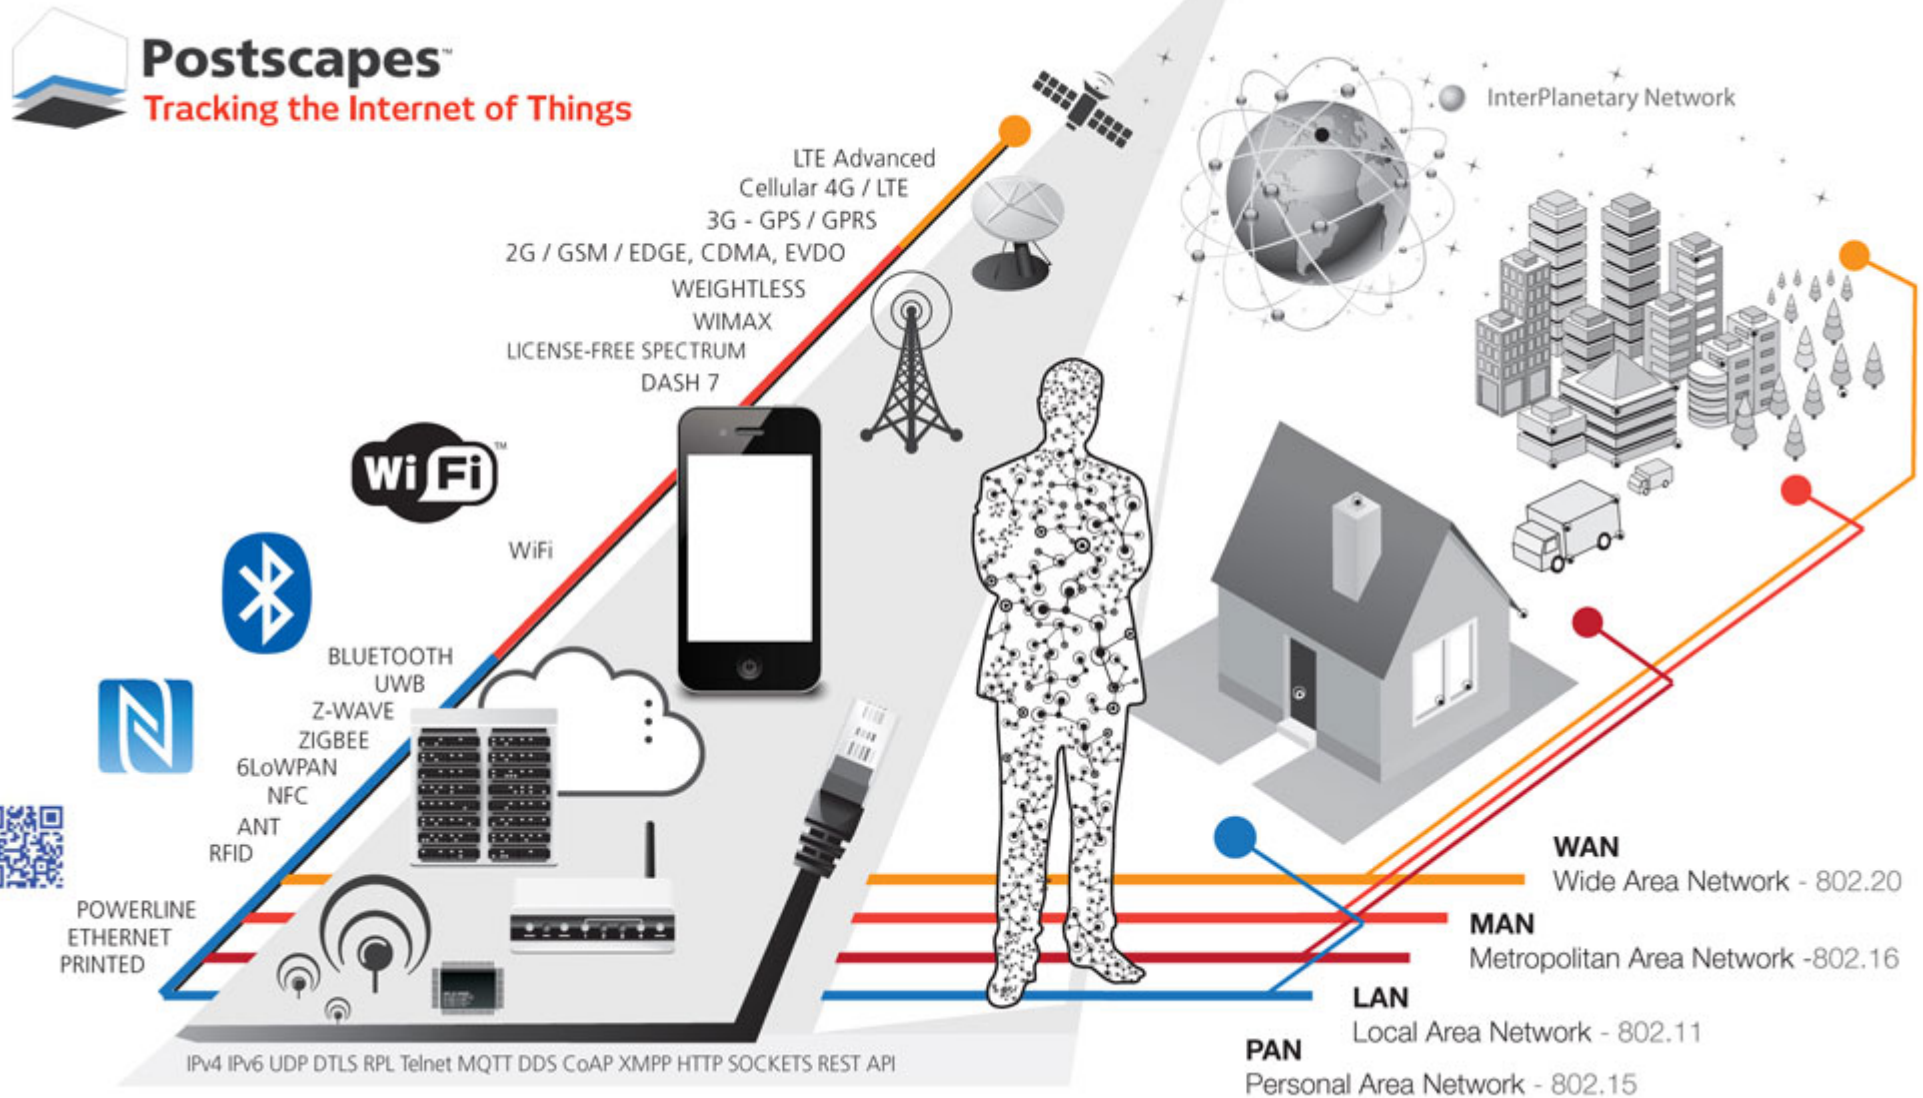 Postscapes™
Tracking the Internet of Things
InterPlanetary Network
LTE Advanced
Cellular 4G / LTE
3G - GPS / GPRS
2G / GSM / EDGE, CDMA, EVDO
WEIGHTLESS
WIMAX
LICENSE-FREE SPECTRUM
DASH 7
WiFi™
WiFi
BLUETOOTH
UWB
Z-WAVE
ZIGBEE
6LoWPAN
NFC
ANT
RFID
POWERLINE
ETHERNET
PRINTED
WAN
Wide Area Network - 802.20
MAN
Metropolitan Area Network -802.16
LAN
Local Area Network - 802.11
PAN
Personal Area Network - 802.15
IPv4 IPv6 UDP DTLS RPL Telnet MQTT DDS CoAP XMPP HTTP SOCKETS REST API